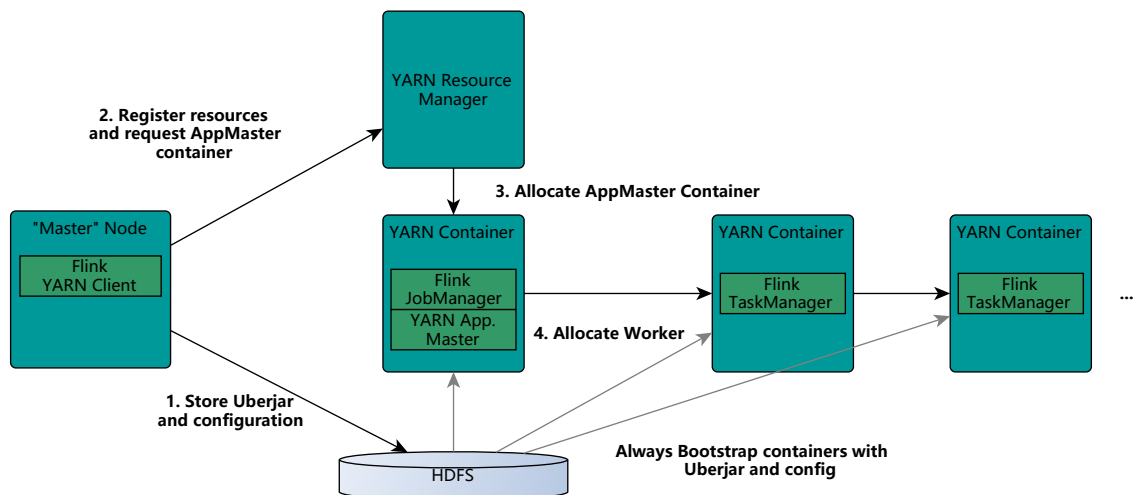 YARN Resource
Manager
2. Register resources
and request AppMaster
container
3. Allocate AppMaster Container
"Master" Node
Flink
YARN Client
YARN Container
Flink
JobManager
YARN App.
Master
YARN Container
Flink
TaskManager
YARN Container
Flink
TaskManager
...
4. Allocate Worker
1. Store Uberjar
and configuration
HDFS
Always Bootstrap containers with
Uberjar and config